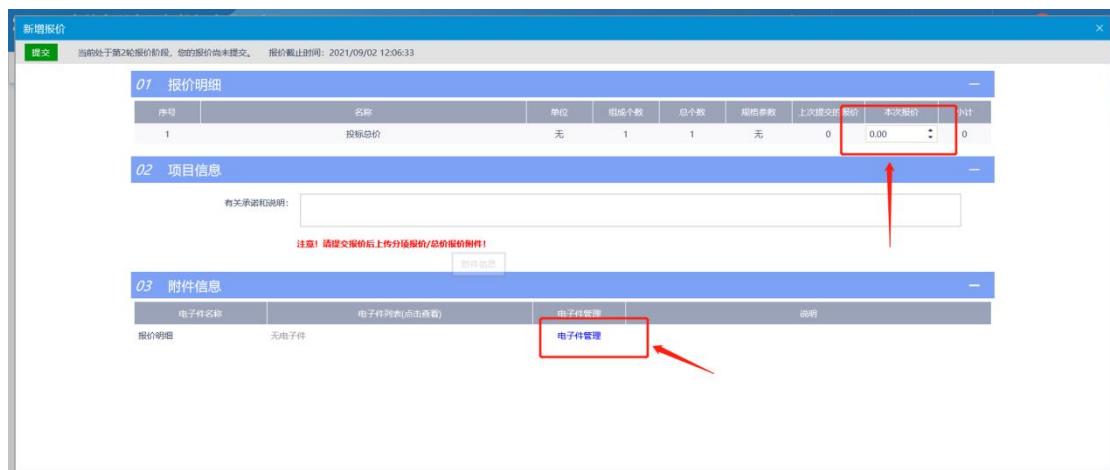 新增报价
提交 当前处于第2轮报价阶段，您的报价尚未提交。 报价截止时间：2021/09/02 12:06:33
01 报价明细
序号 名称 单位 组成个数 总个数 规格参数 上次提交的报价 本次报价 小计
1 投标总价 无 1 1 无 0 0.00 0
02 项目信息
有关承诺和说明：
注意！请提交报价后上传分项报价/总价报价附件！
附件信息
03 附件信息
电子件名称 电子件列表(点击查看) 电子件管理 说明
报价明细 无电子件 电子件管理